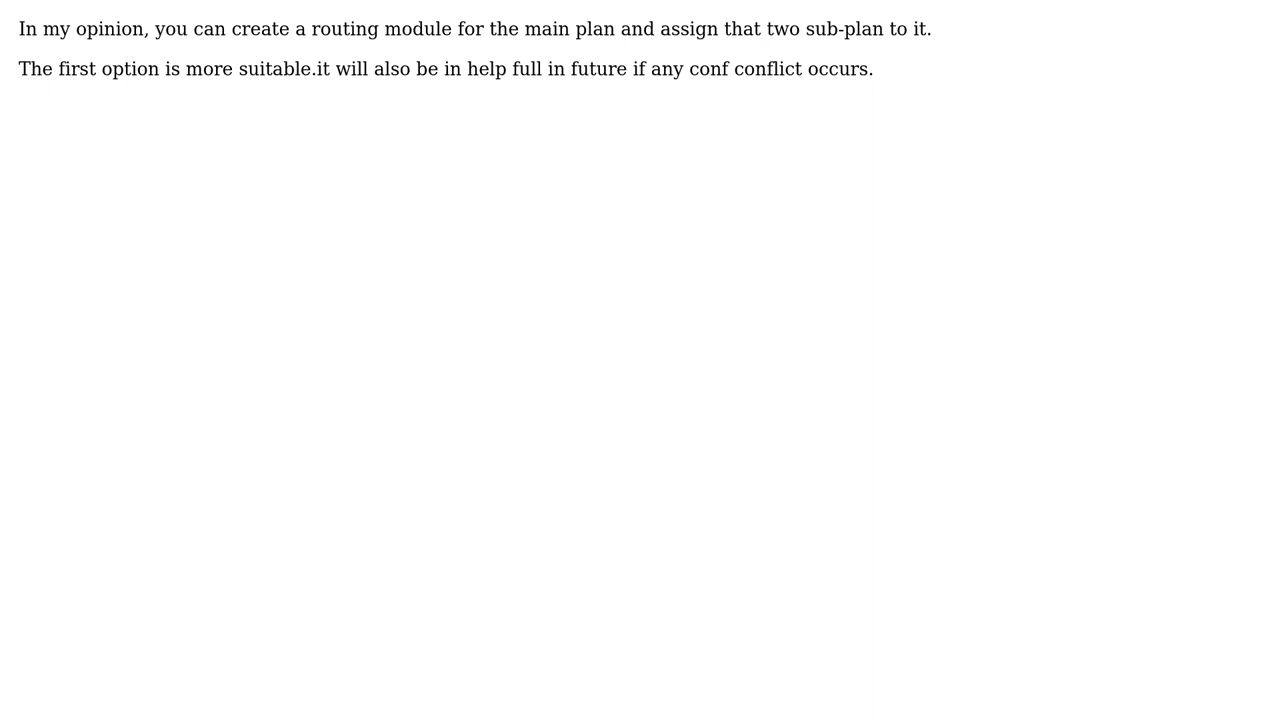 In my opinion, you can create a routing module for the main plan and assign that two sub-plan to it.
The first option is more suitable.it will also be in help full in future if any conf conflict occurs.